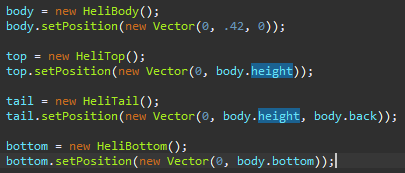 body = new HeliBody();
body.setPosition(new Vector(0, .42, 0));
top = new HeliTop();
top.setPosition(new Vector(0, body.height));
tail = new HeliTail();
tail.setPosition(new Vector(0, body.height, body.back));
bottom = new HeliBottom();
bottom.setPosition(new Vector(0, body.bottom));